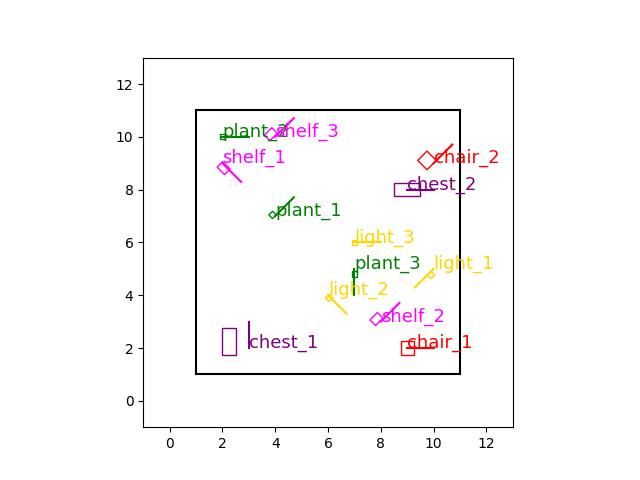 12
10
8
6
4
2
0
0 2 4 6 8 10 12
plant_2
shelf_3
shelf_1
chair_2
chest_2
plant_1
light_3
plant_3
light_1
light_2
shelf_2
chest_1
chair_1